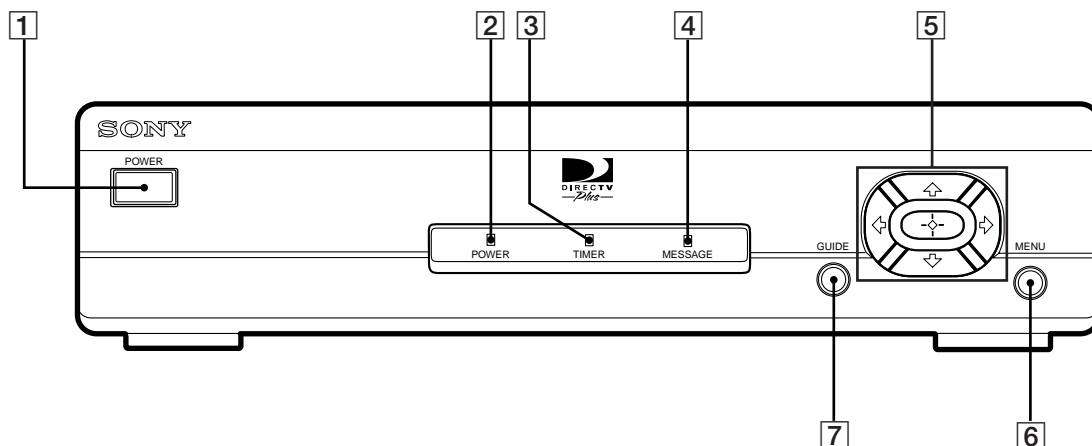 1
2
3
4
5
SONY
POWER
DIRECTV
Plus
POWER
TIMER
MESSAGE
GUIDE
MENU
7
6